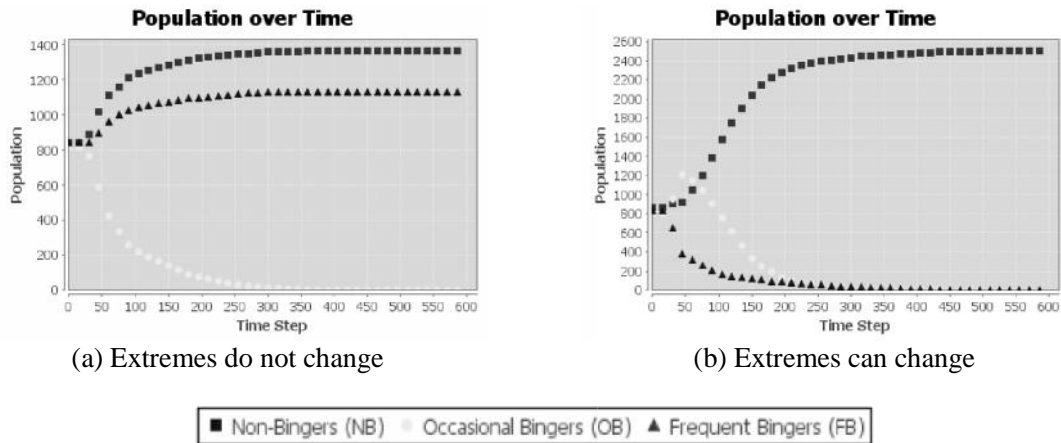 Population over Time
1400
1200
1000
800
600
400
200
0
Population
0 50 100 150 200 250 300 350 400 450 500 550 600
Time Step
(a) Extremes do not change
Population over Time
2600
2400
2200
2000
1800
1600
1400
1200
1000
800
600
400
200
0
Population
0 50 100 150 200 250 300 350 400 450 500 550 600
Time Step
(b) Extremes can change
Non-Bingers (NB) Occasional Bingers (OB) Frequent Bingers (FB)